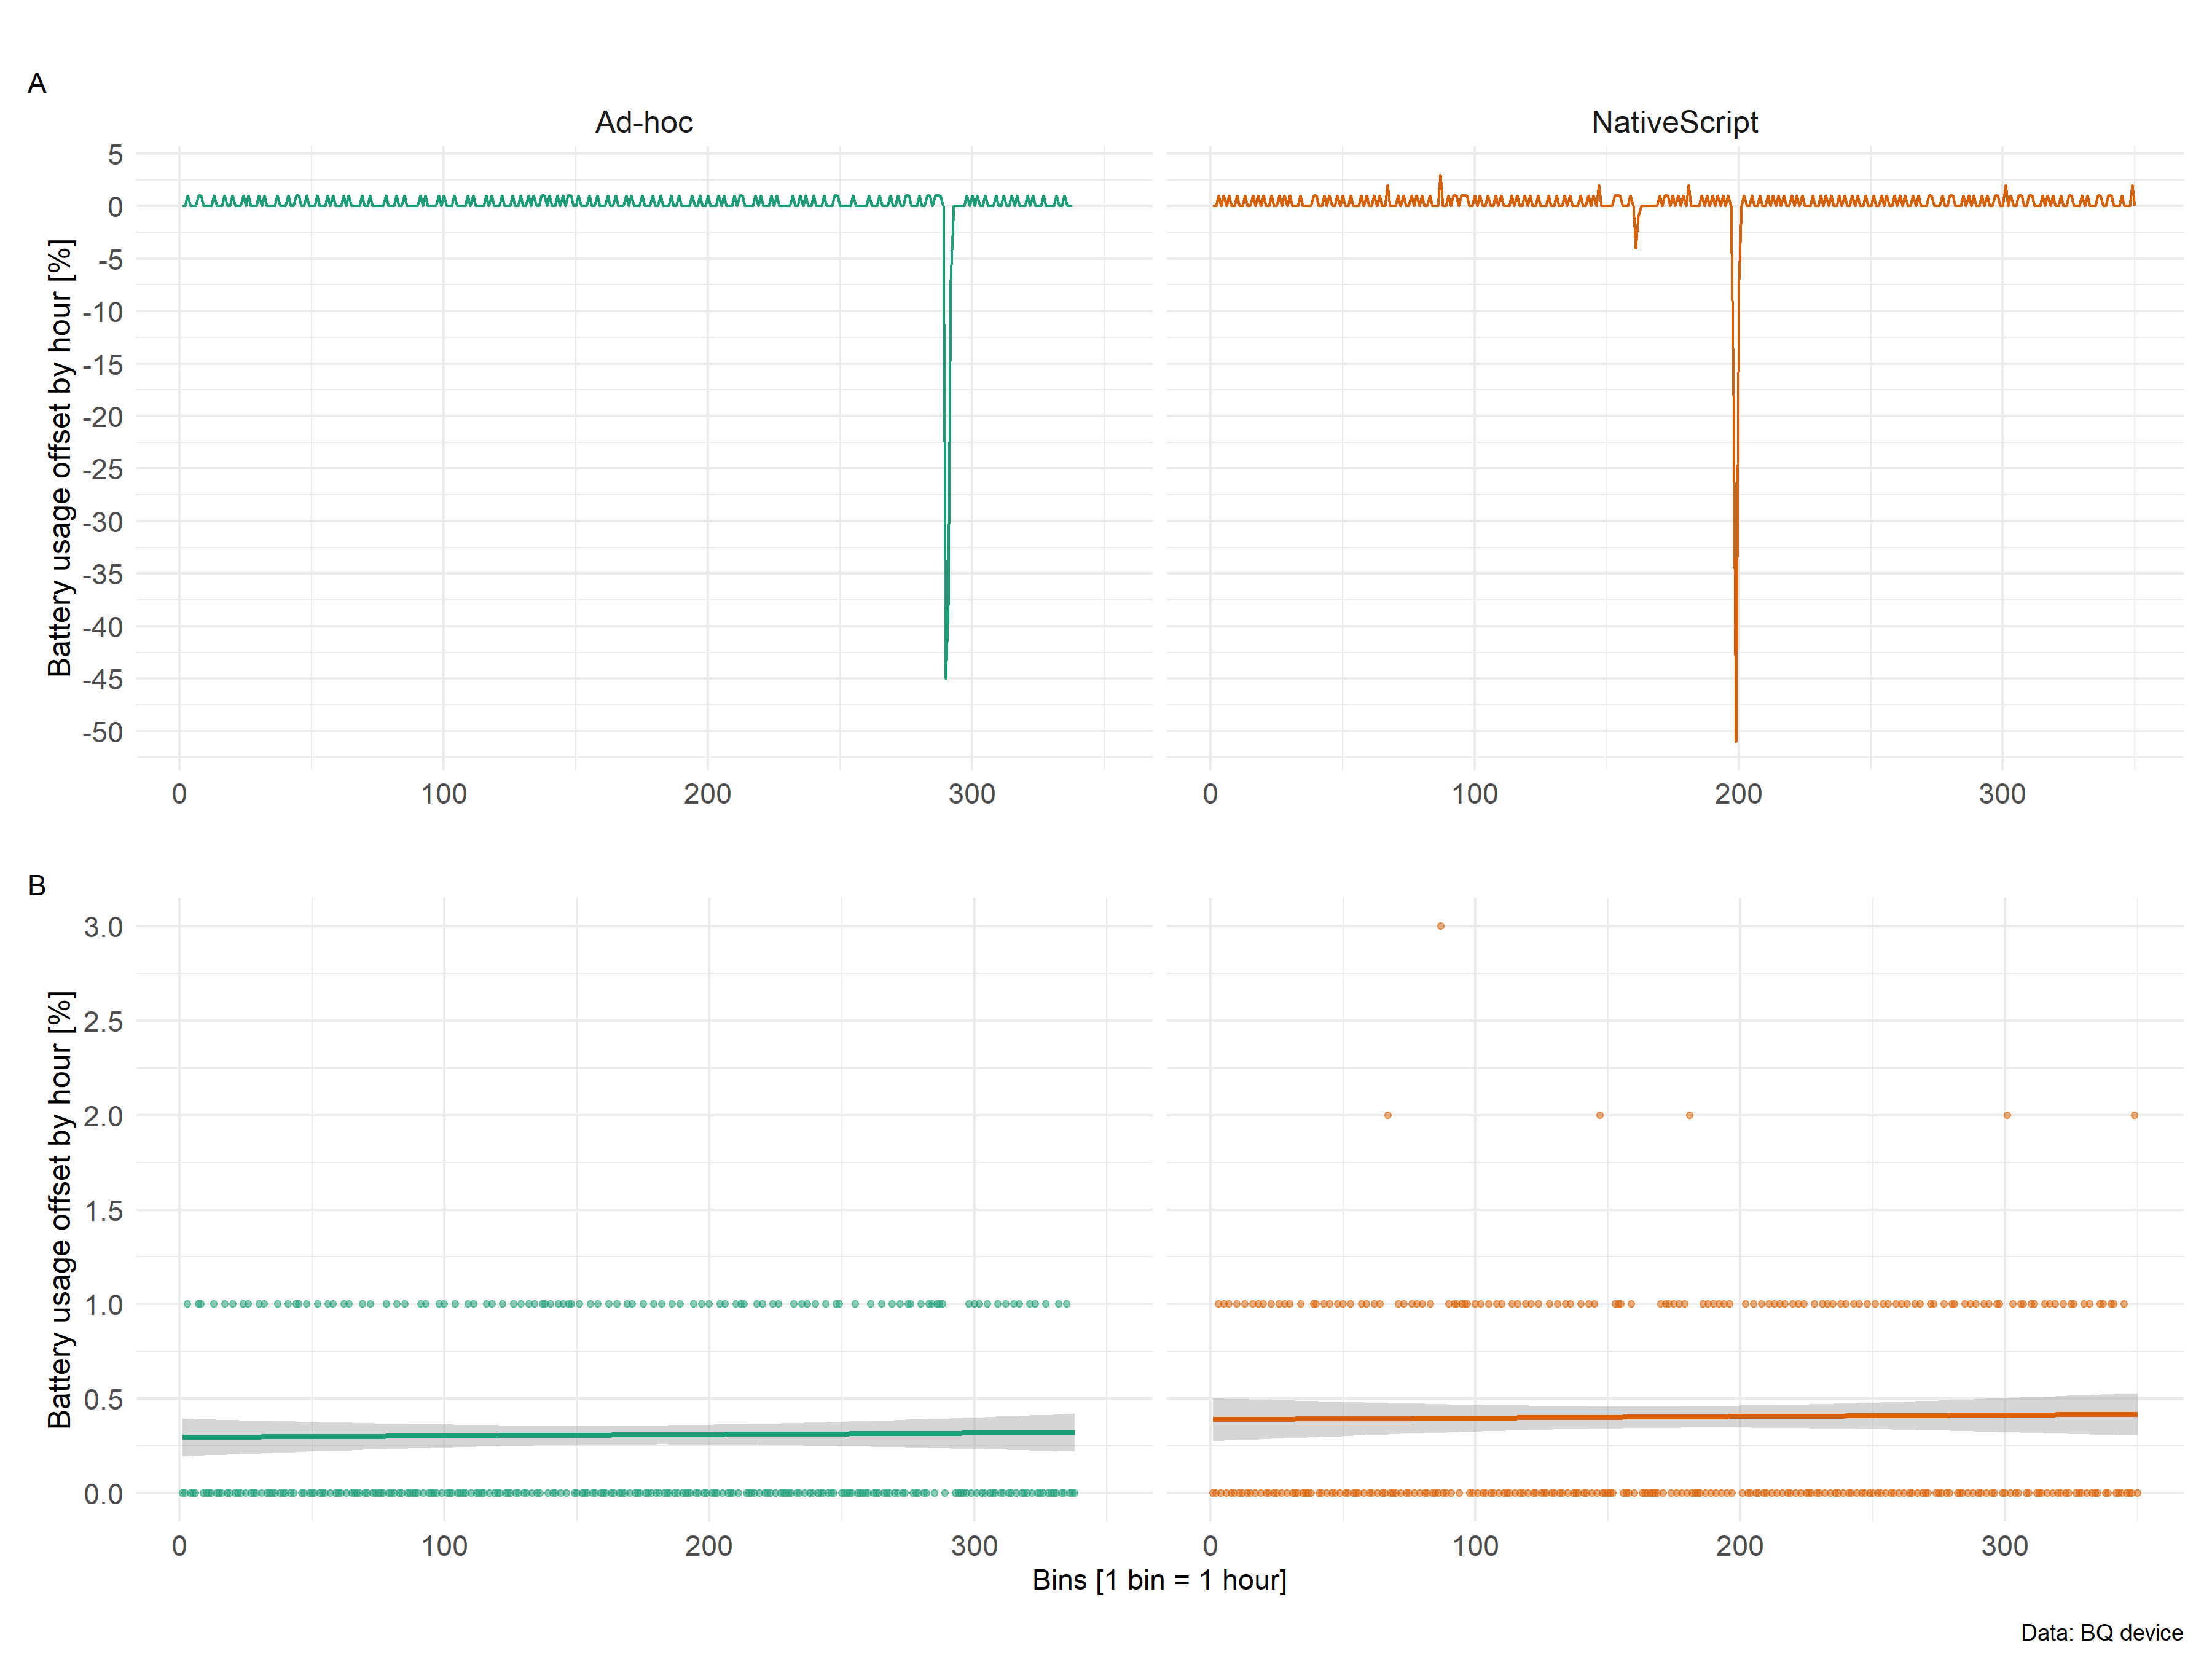 A
Ad-hoc NativeScript
Battery usage offset by hour [%]
5
0
-5
-10
-15
-20
-25
-30
-35
-40
-45
-50
0 100 200 300 0 100 200 300
B
Battery usage offset by hour [%]
3.0
2.5
2.0
1.5
1.0
0.5
0.0
0 100 200 300 0 100 200 300
Bins [1 bin = 1 hour]
Data: BQ device